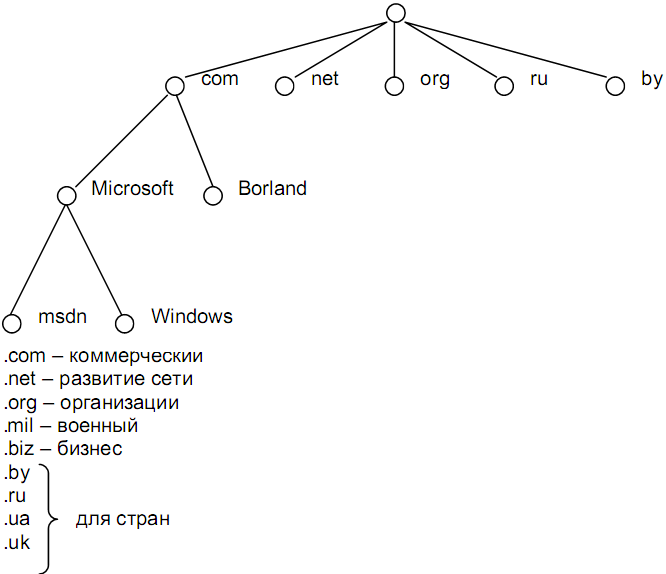 com net org ru by
Microsoft Borland
msdn Windows
.com – коммерческии
.net – развитие сети
.org – организации
.mil – военный
.biz – бизнес
.by
.ru
.ua для стран
.uk